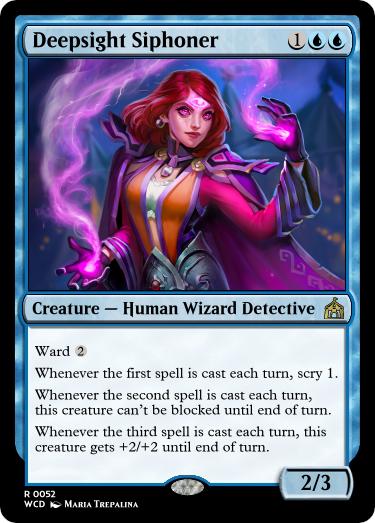 Deepsight Siphoner 1
Creature — Human Wizard Detective
Ward 2
Whenever the first spell is cast each turn, scry 1.
Whenever the second spell is cast each turn,
this creature can't be blocked until end of turn.
Whenever the third spell is cast each turn, this
creature gets +2/+2 until end of turn.
2/3
R 0052
WCD Maria Trepalina